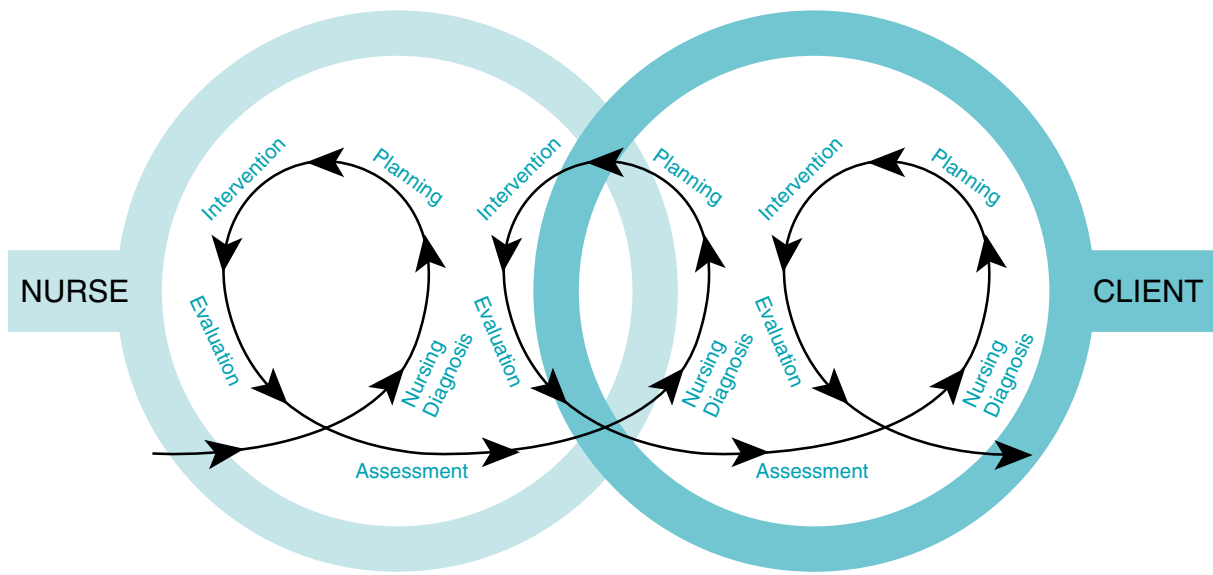 Intervention
Planning
Intervention
Planning
Intervention
Planning
NURSE
CLIENT
Evaluation
Nursing
Diagnosis
Evaluation
Nursing
Diagnosis
Evaluation
Nursing
Diagnosis
Assessment
Assessment